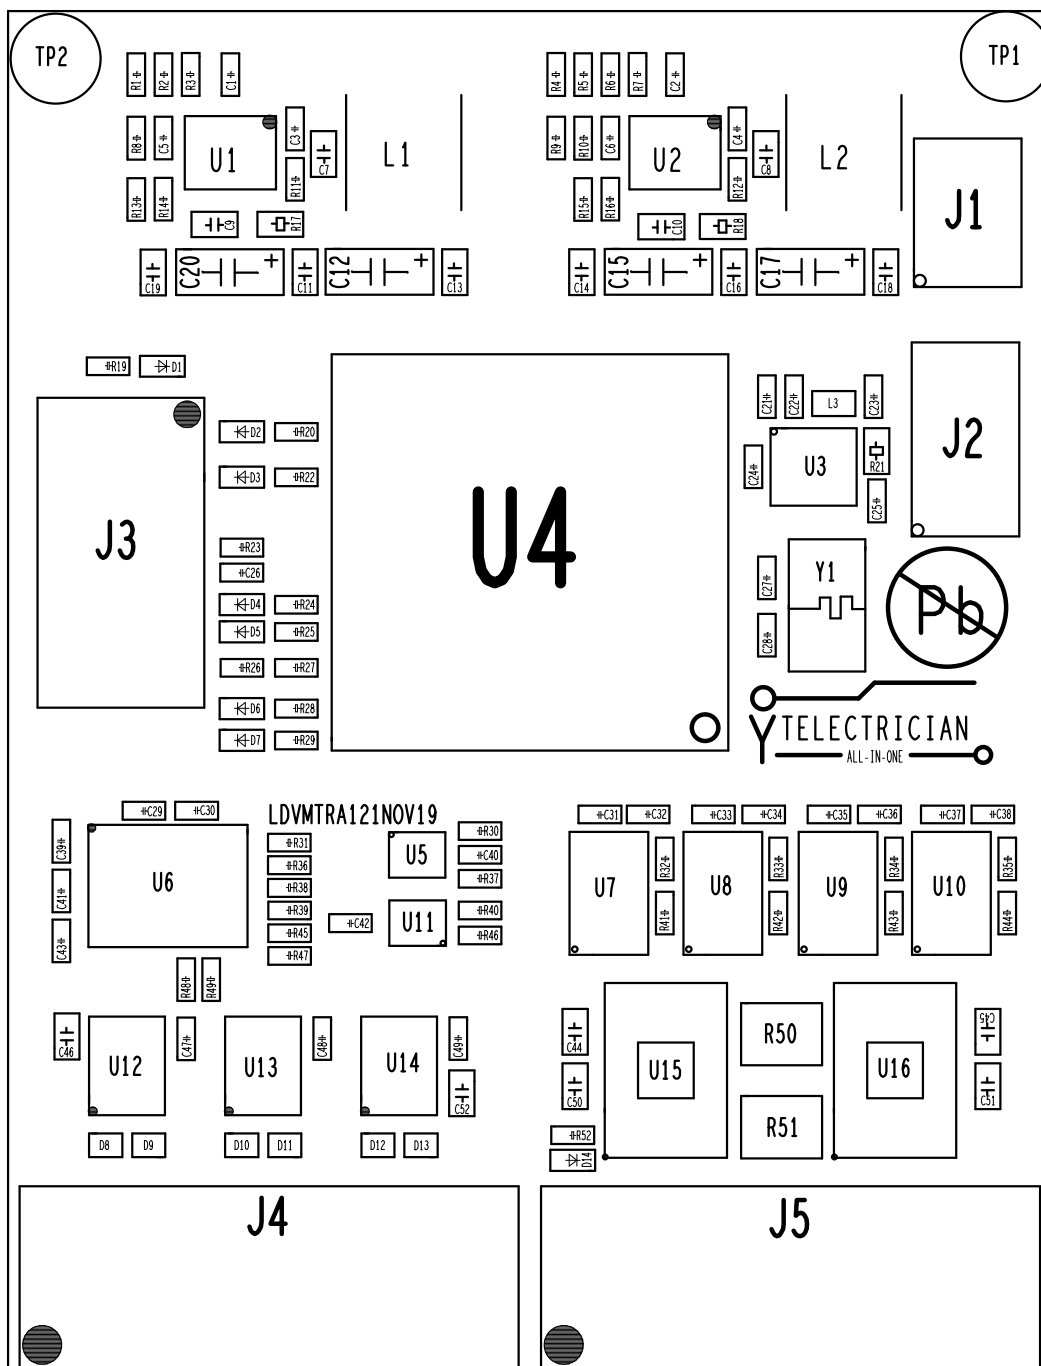 TP2 TP1
R1 R2 R3 C1 R4 R5 R6 R7 C2
R8 C5 U1 C3 C7 L1 R9 R10 C6 U2 C4 C8 L2 J1
R13 R14 R11 R15 R16 R12
C9 R17 C10 R18
C19 C20 + C11 C12 + C13 C14 C15 + C16 C17 + C18
R19 D1
C21 C22 L3 C23
D2 R20 J2
D3 R22 C24 U3 R21
C25
J3 U4
R23
C26 C27 Y1
D4 R24 Pb
D5 R25 C28
R26 R27
D6 R28
YTELECTRICIAN
D7 R29 ALL-IN-ONE
C29 C30 LDVMTRA121NOV19 C31 C32 C33 C34 C35 C36 C37 C38
C39 R31 U5 R30
R36 C40 R32 R33 R34 R35
C41 U6 R38 R37 U7 U8 U9 U10
R39 R40 R41 R42 R43 R44
C43 R45 C42 U11 R46
R47
R48 R49
C46 U12 C47 U13 C48 U14 C49 C44 R50 C45
C52 C50 U15 U16 C51
D8 D9 D10 D11 D12 D13 R52 R51
D14
J4 J5